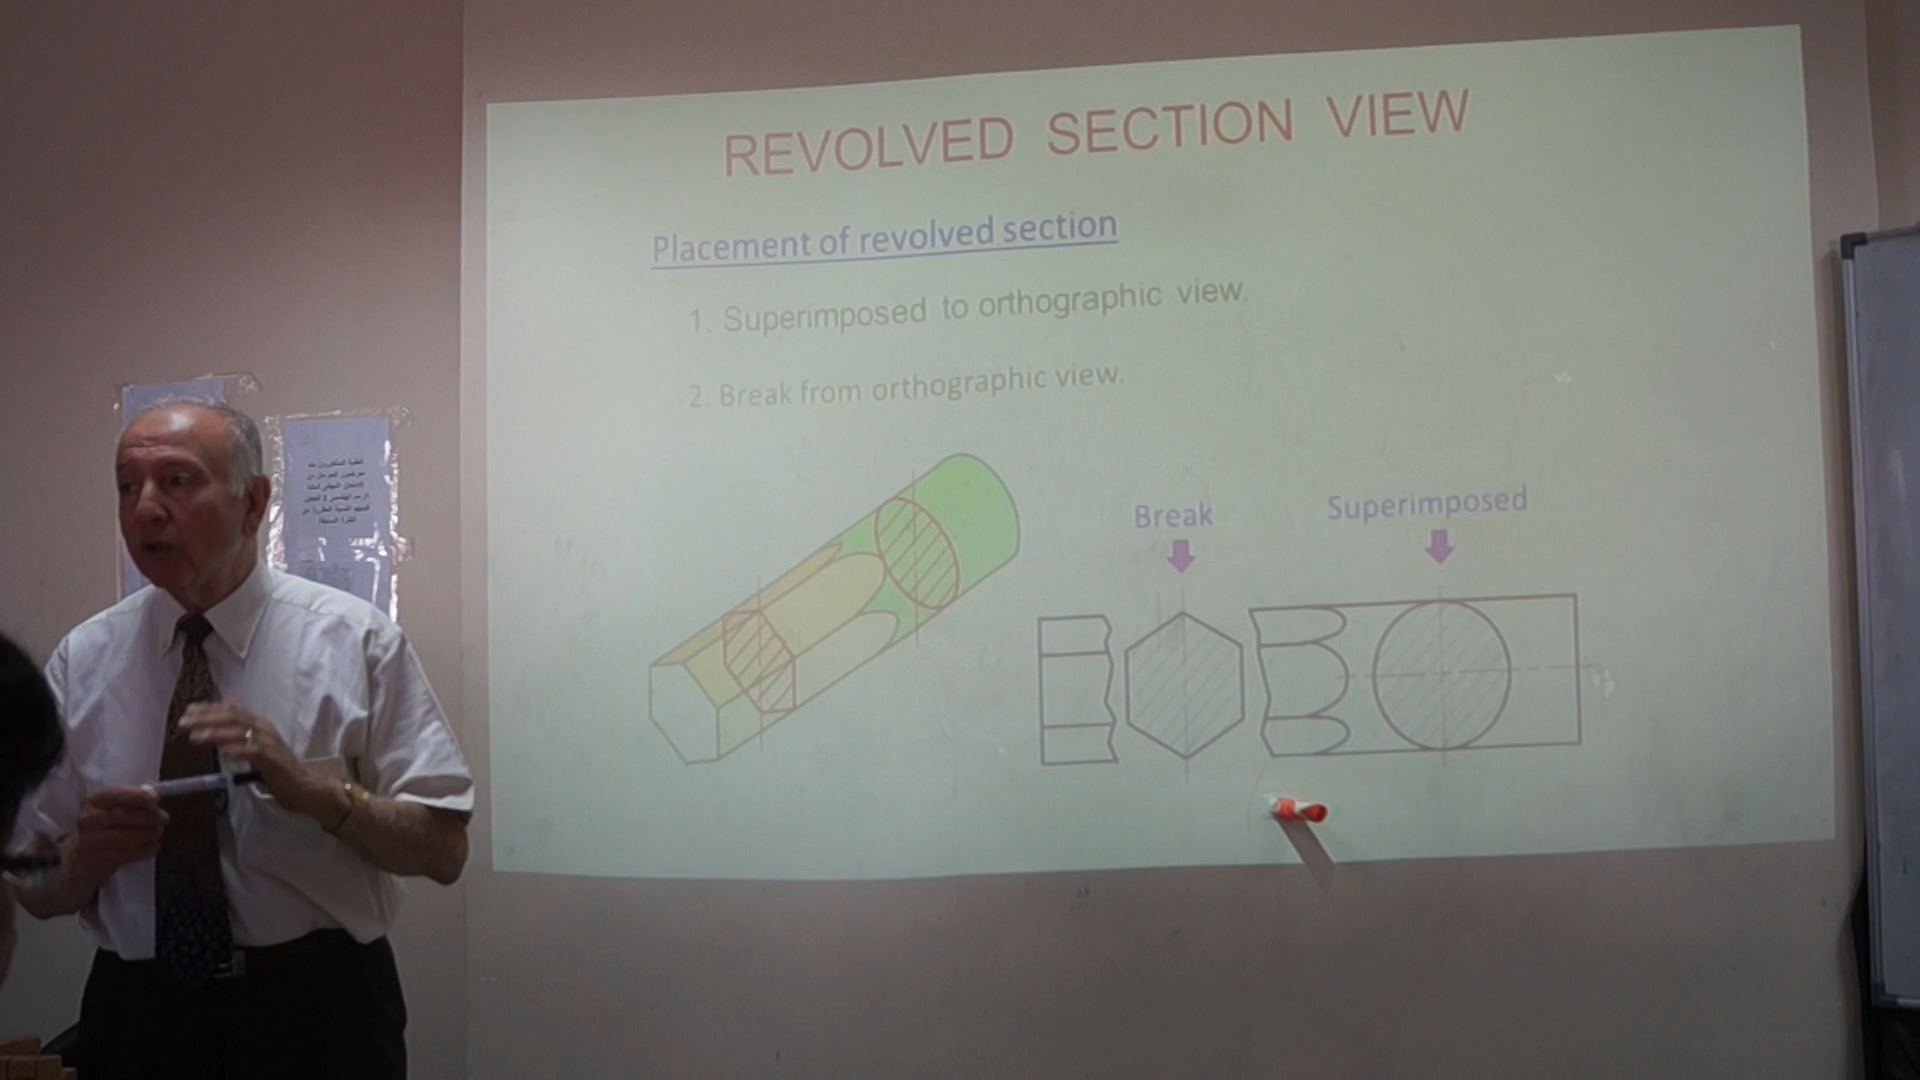 REVOLVED SECTION VIEW
Placement of revolved section
1. Superimposed to orthographic view.
2. Break from orthographic view.
Break
Superimposed